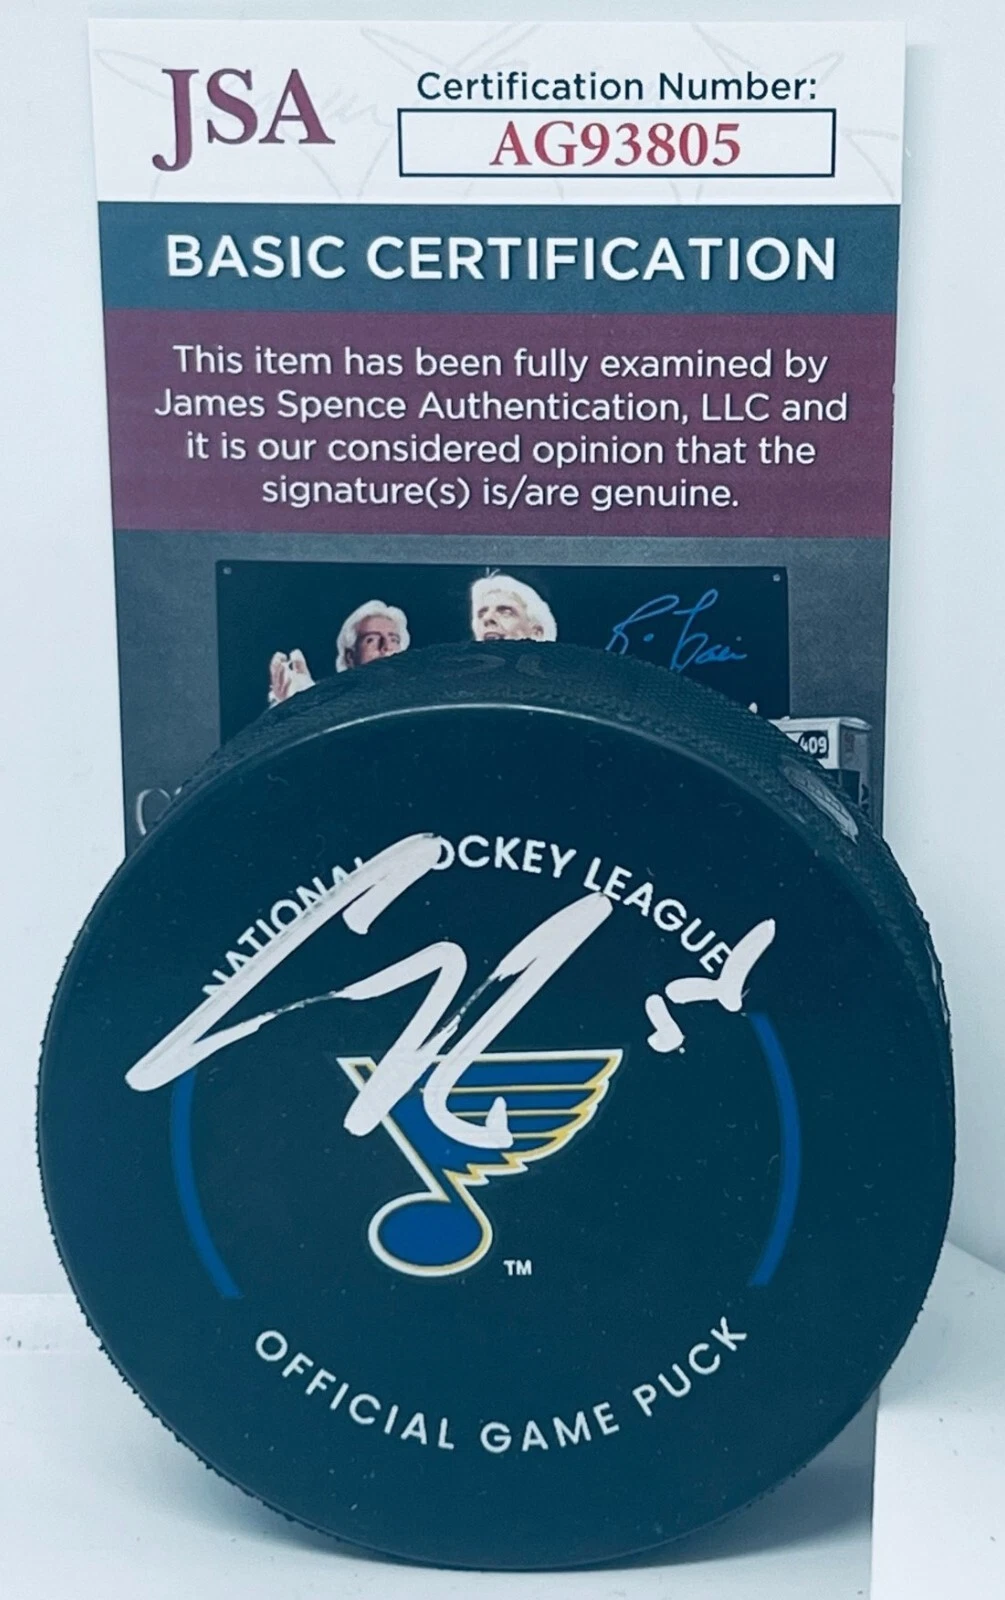 JSA
Certification Number:
AG93805
BASIC CERTIFICATION
This item has been fully examined by
James Spence Authentication, LLC and
it is our considered opinion that the
signature(s) is/are genuine.
409
NATIONAL HOCKEY LEAGUE
TM
OFFICIAL GAME PUCK